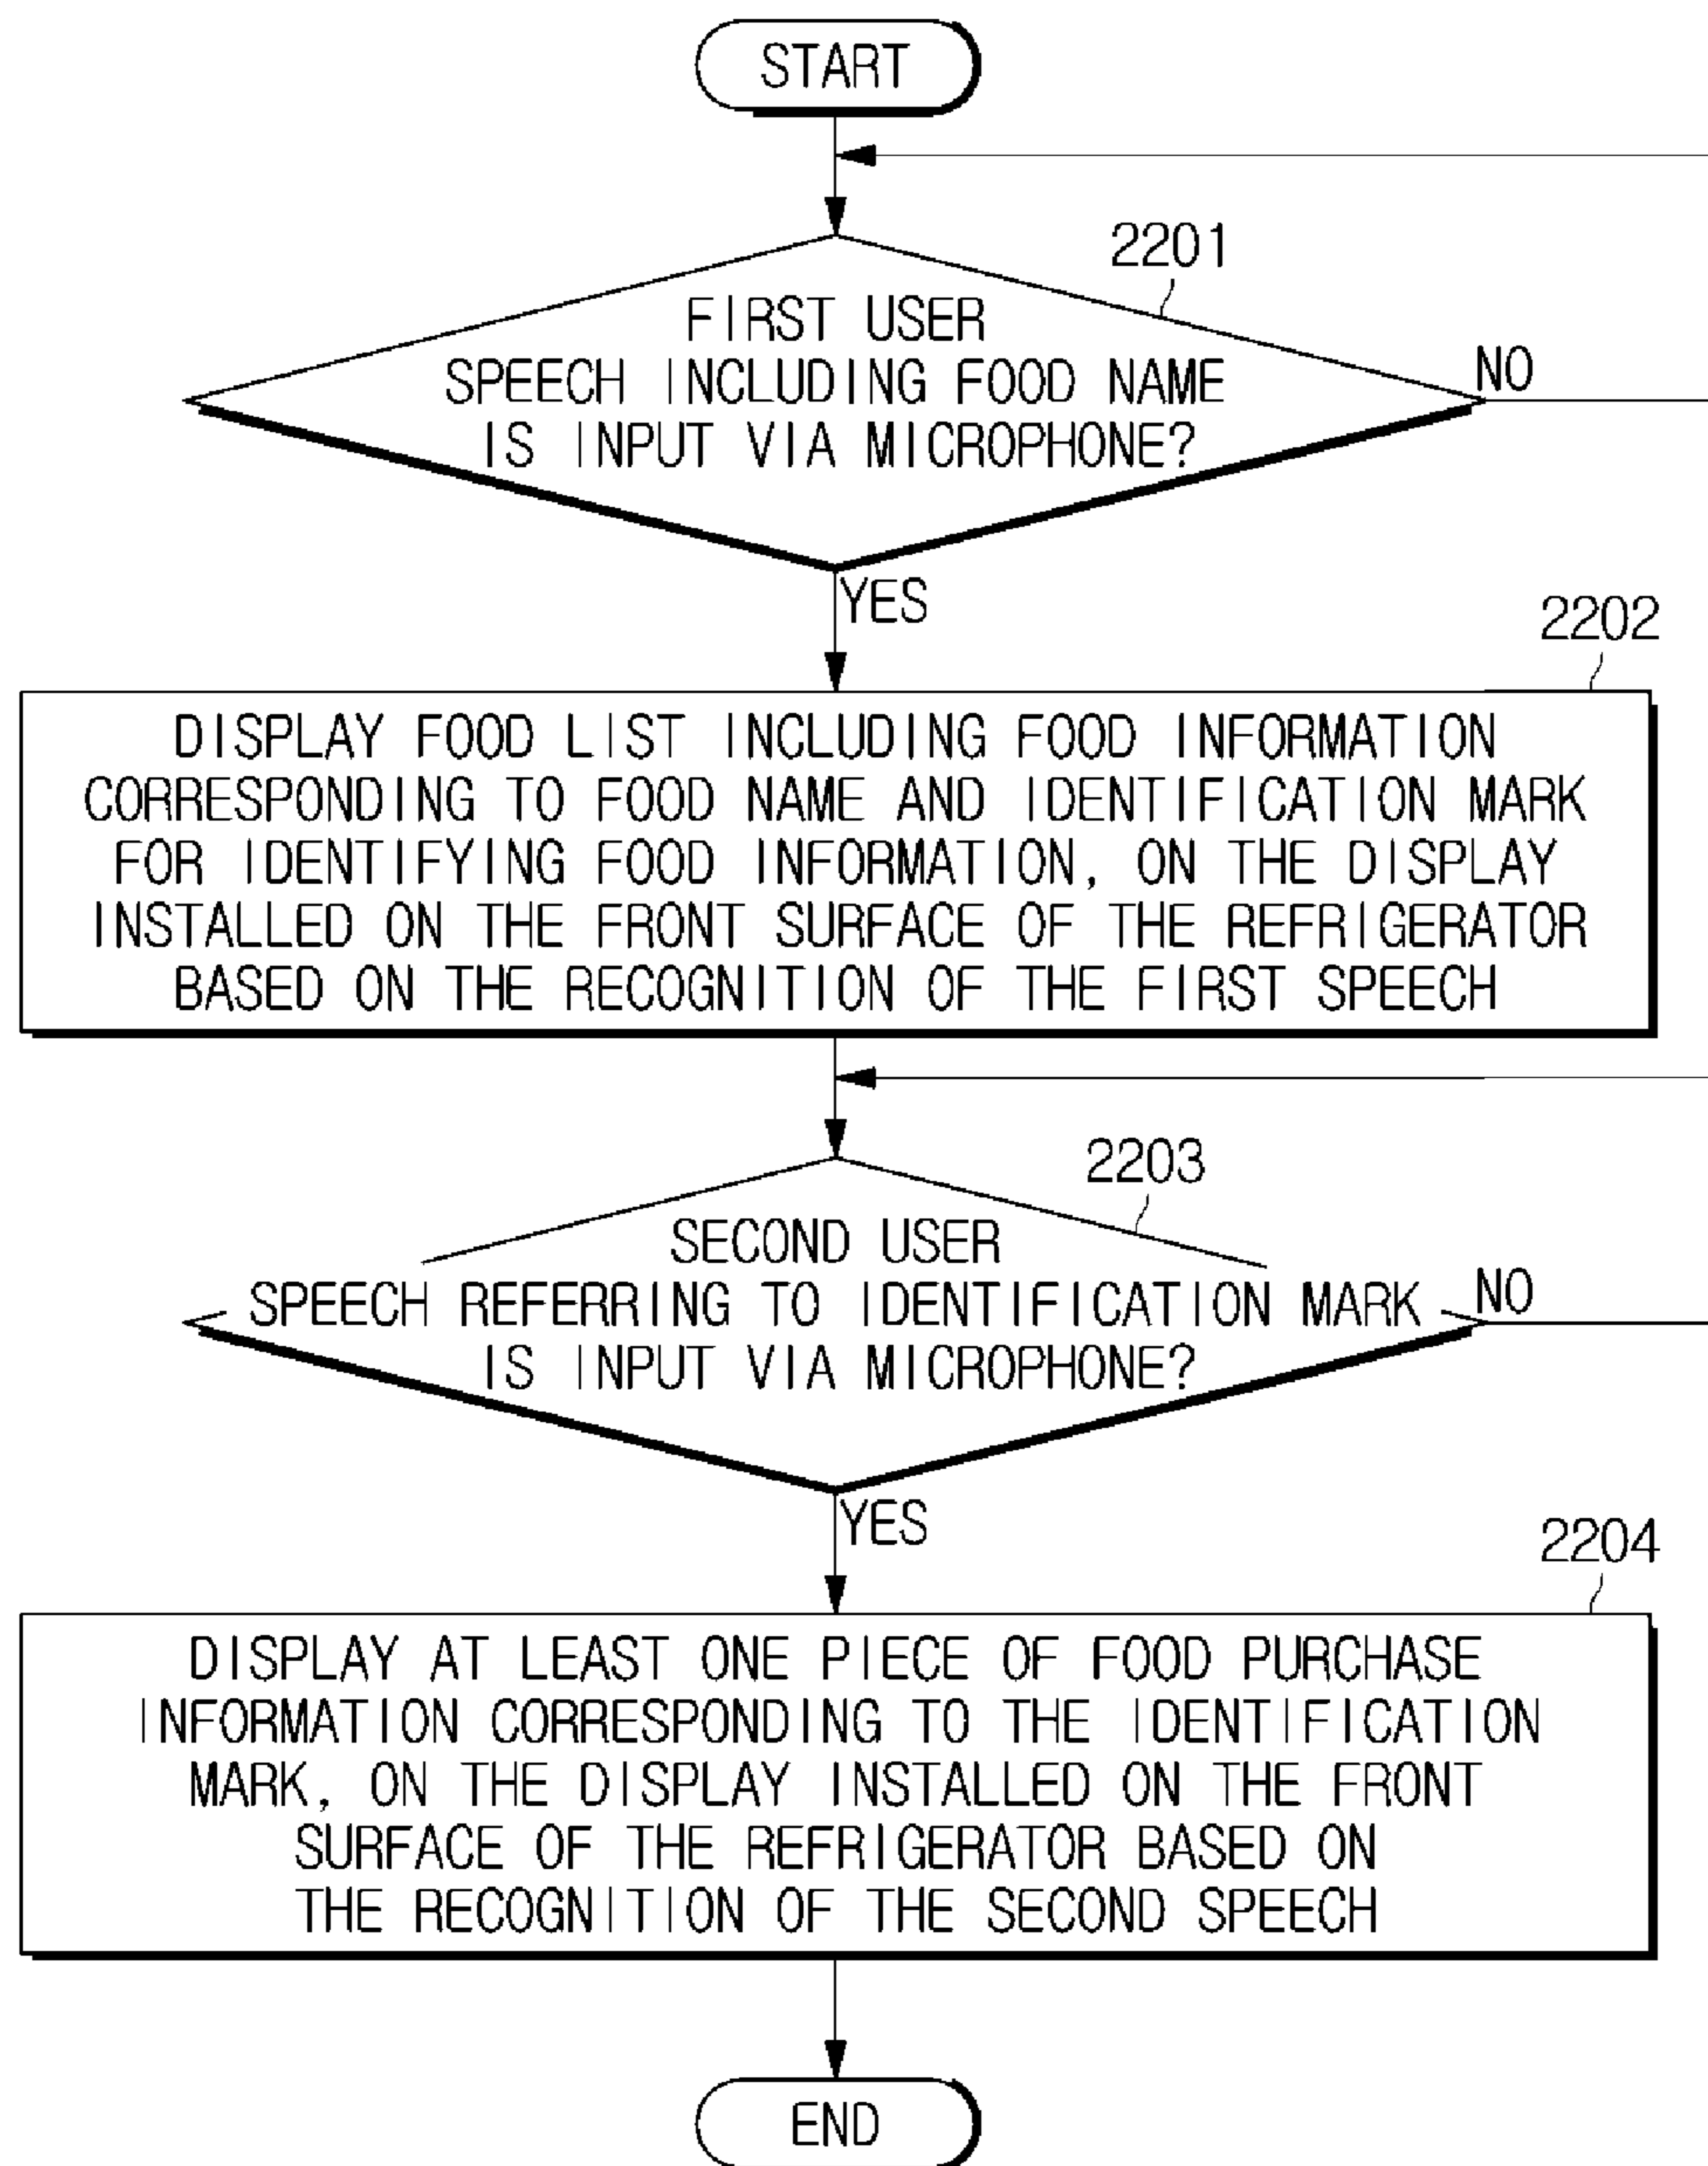 START
2201
FIRST USER
SPEECH INCLUDING FOOD NAME
IS INPUT VIA MICROPHONE?
NO
YES
2202
DISPLAY FOOD LIST INCLUDING FOOD INFORMATION
CORRESPONDING TO FOOD NAME AND IDENTIFICATION MARK
FOR IDENTIFYING FOOD INFORMATION, ON THE DISPLAY
INSTALLED ON THE FRONT SURFACE OF THE REFRIGERATOR
BASED ON THE RECOGNITION OF THE FIRST SPEECH
2203
SECOND USER
SPEECH REFERRING TO IDENTIFICATION MARK
IS INPUT VIA MICROPHONE?
NO
YES
2204
DISPLAY AT LEAST ONE PIECE OF FOOD PURCHASE
INFORMATION CORRESPONDING TO THE IDENTIFICATION
MARK, ON THE DISPLAY INSTALLED ON THE FRONT
SURFACE OF THE REFRIGERATOR BASED ON
THE RECOGNITION OF THE SECOND SPEECH
END